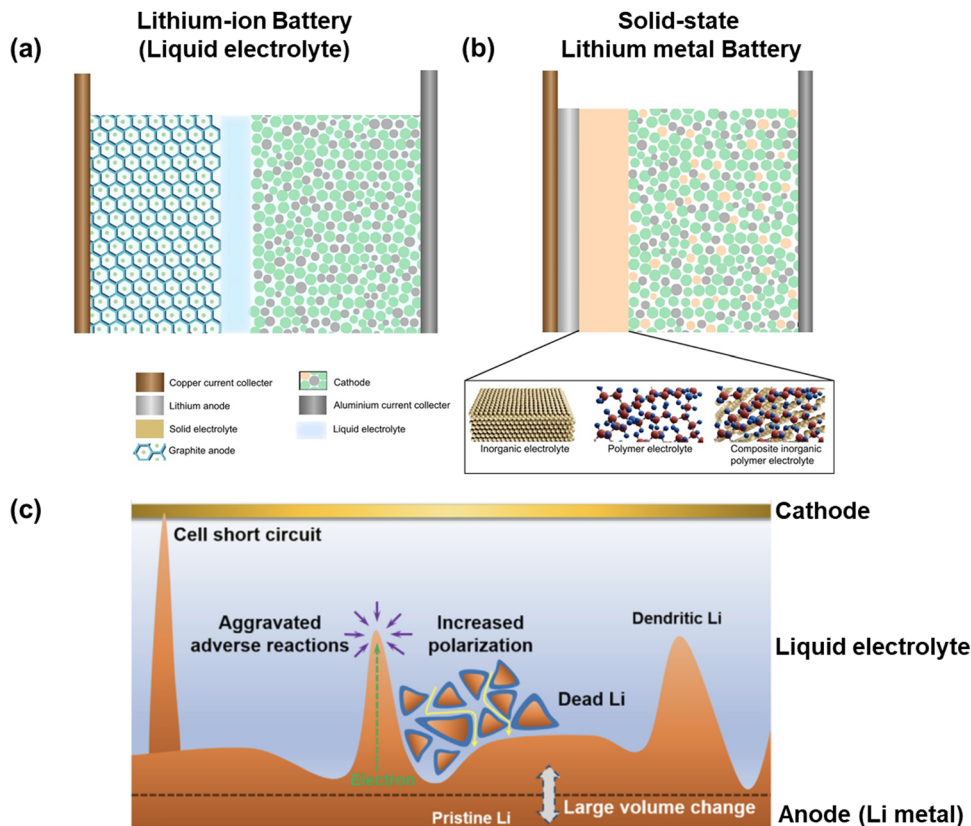 (a)
Lithium-ion Battery
(Liquid electrolyte)
(b)
Solid-state
Lithium metal Battery
Copper current collecter
Lithium anode
Solid electrolyte
Graphite anode
Cathode
Aluminium current collecter
Liquid electrolyte
Inorganic electrolyte
Polymer electrolyte
Composite inorganic
polymer electrolyte
(c)
Cathode
Cell short circuit
Aggravated
adverse reactions
Increased
polarization
Dendritic Li
Liquid electrolyte
Dead Li
Electron
Large volume change
Pristine Li
Anode (Li metal)